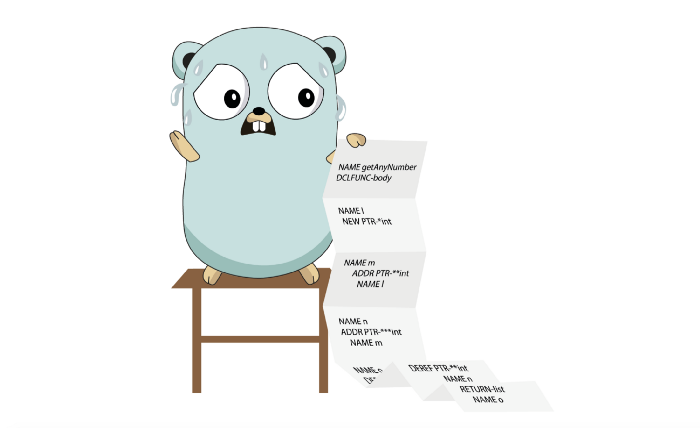 NAME getAnyNumber
DCLFUNC-body
NAME l
NEW PTR-*int
NAME m
ADDR PTR-**int
NAME l
NAME n
ADDR PTR-***int
NAME m
NAME
DEREF PTR-**int
NAME n
RETURN-list
NAME o